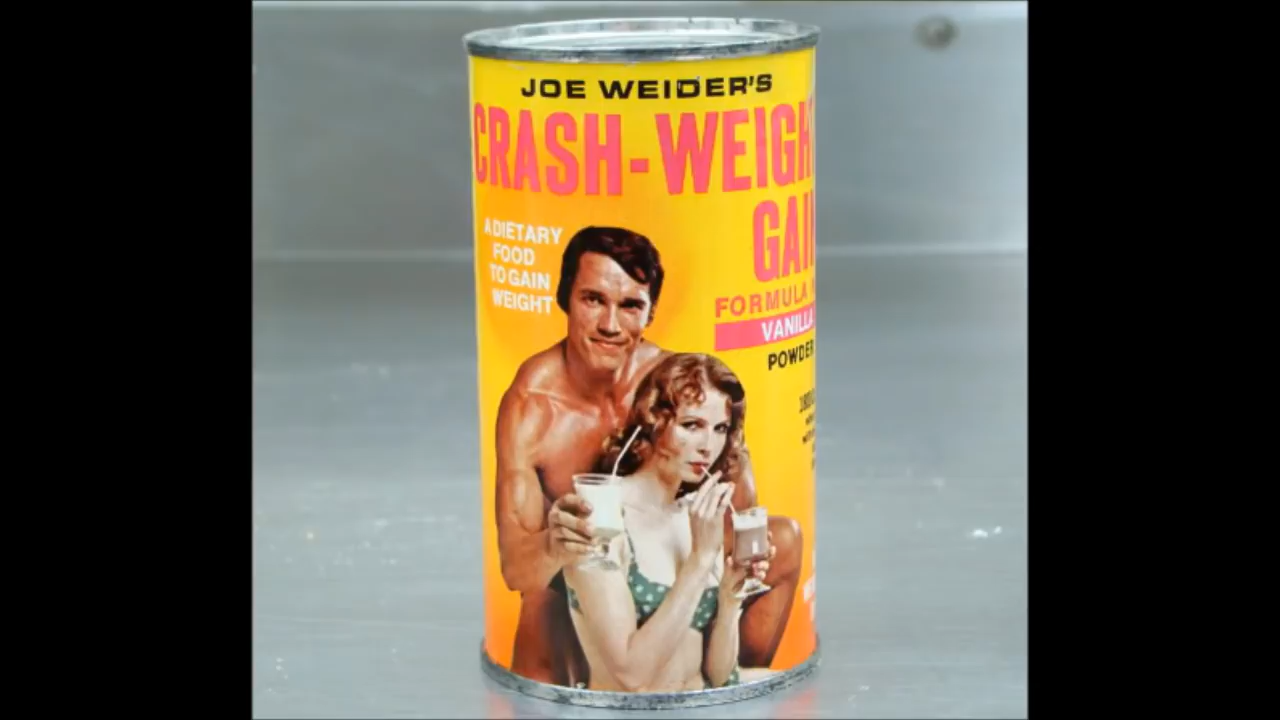 JOE WEIDER'S
CRASH-WEIGH
GAI
FORMULA
VANILLA
POWDER
A DIETARY
FOOD
TO GAIN
WEIGHT